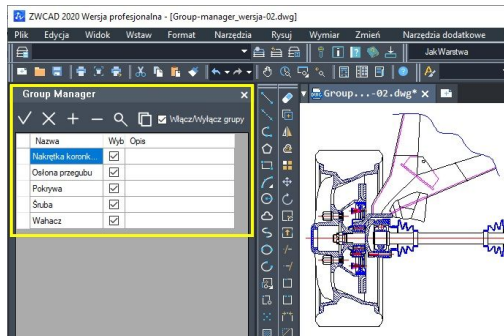 ZWCAD 2020 Wersja profesjonalna - [Group-manager_wersja-02.dwg]
Plik Edycja Widok Wstaw Format Narzędzia Rysuj Wymiar Zmień Narzędzia dodatkowe
JakWarstwa
Group Manager
Group...-02.dwg*
Włącz/Wyłącz grupy
Nazwa Wyb Opis
Nakrętka koronk...
Osłona przegubu
Pokrywa
Śruba
Wahacz